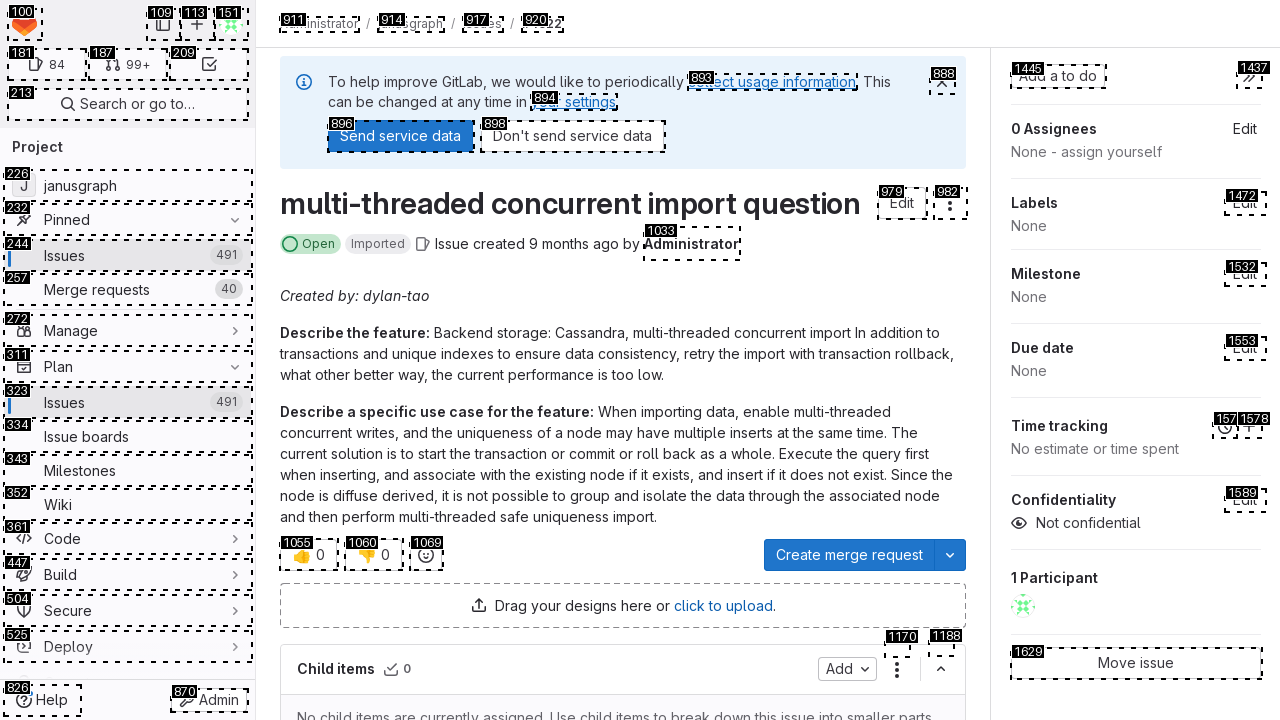 100
109
113
151
181
84
187
99+
209
213
Search or go to…
Project
226
J
janusgraph
232
Pinned
244
Issues
491
257
Merge requests
40
272
Manage
311
Plan
323
Issues
491
334
Issue boards
343
Milestones
352
Wiki
361
Code
447
Build
504
Secure
525
Deploy
826
Help
870
Admin
911
/
914
/
917
/
920
To help improve GitLab, we would like to periodically collect usage information. This
893
can be changed at any time in your settings.
894
888
896
Send service data
898
Don't send service data
multi-threaded concurrent import question
979
Edit
982
Open
Imported
Issue created 9 months ago by Administrator
1033
Created by: dylan-tao
Describe the feature: Backend storage: Cassandra, multi-threaded concurrent import In addition to
transactions and unique indexes to ensure data consistency, retry the import with transaction rollback,
what other better way, the current performance is too low.
Describe a specific use case for the feature: When importing data, enable multi-threaded
concurrent writes, and the uniqueness of a node may have multiple inserts at the same time. The
current solution is to start the transaction or commit or roll back as a whole. Execute the query first
when inserting, and associate with the existing node if it exists, and insert if it does not exist. Since the
node is diffuse derived, it is not possible to group and isolate the data through the associated node
and then perform multi-threaded safe uniqueness import.
1055
0
1060
0
1069
Create merge request
Drag your designs here or click to upload.
Child items
0
Add
1170
1188
No child items are currently assigned. Use child items to break down this issue into smaller parts.
1445
Add a to do
1437
0 Assignees
Edit
None - assign yourself
Labels
1472
Edit
None
Milestone
1532
Edit
None
Due date
1553
Edit
None
Time tracking
157
1578
No estimate or time spent
Confidentiality
1589
Edit
Not confidential
1 Participant
1629
Move issue